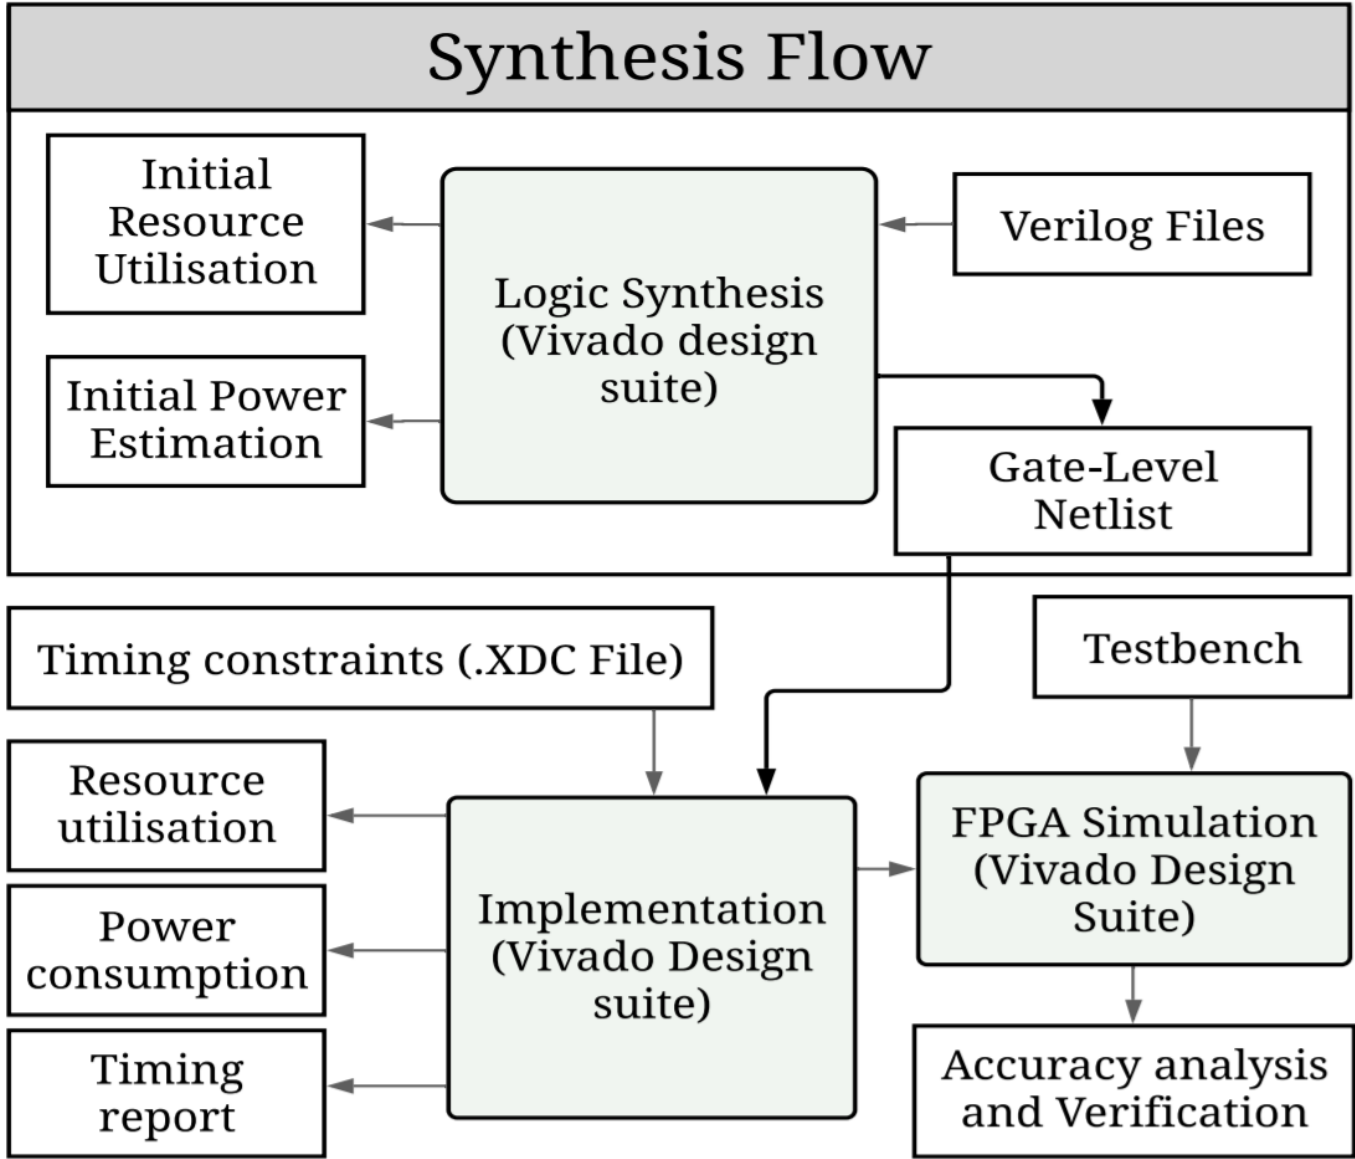 Synthesis Flow
Initial
Resource
Utilisation
Logic Synthesis
(Vivado design
suite)
Verilog Files
Initial Power
Estimation
Gate-Level
Netlist
Timing constraints (.XDC File)
Testbench
Resource
utilisation
Power
consumption
Timing
report
Implementation
(Vivado Design
suite)
FPGA Simulation
(Vivado Design
Suite)
Accuracy analysis
and Verification